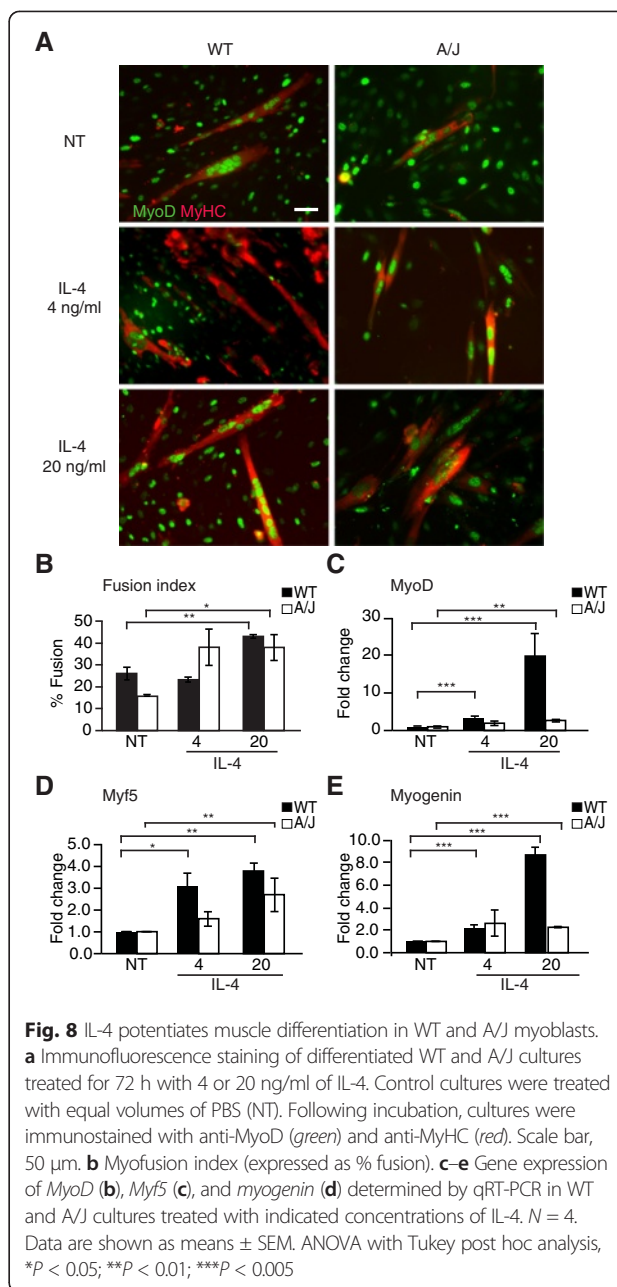 A
WT
A/J
NT
MyoD MyHC
IL-4
4 ng/ml
IL-4
20 ng/ml
B
Fusion index
WT
A/J
*
**
% Fusion
50
40
30
20
10
0
NT
4
20
IL-4
C
MyoD
WT
A/J
**
***
***
Fold change
30
20
10
0
NT
4
20
IL-4
D
Myf5
WT
A/J
**
**
*
Fold change
5.0
4.0
3.0
2.0
1.0
0.0
NT
4
20
IL-4
E
Myogenin
WT
A/J
***
***
***
Fold change
10.0
8.0
6.0
4.0
2.0
0.0
NT
4
20
IL-4
Fig. 8 IL-4 potentiates muscle differentiation in WT and A/J myoblasts.
a Immunofluorescence staining of differentiated WT and A/J cultures
treated for 72 h with 4 or 20 ng/ml of IL-4. Control cultures were treated
with equal volumes of PBS (NT). Following incubation, cultures were
immunostained with anti-MyoD (green) and anti-MyHC (red). Scale bar,
50 μm. b Myofusion index (expressed as % fusion). c–e Gene expression
of MyoD (b), Myf5 (c), and myogenin (d) determined by qRT-PCR in WT
and A/J cultures treated with indicated concentrations of IL-4. N = 4.
Data are shown as means ± SEM. ANOVA with Tukey post hoc analysis,
*P < 0.05; **P < 0.01; ***P < 0.005